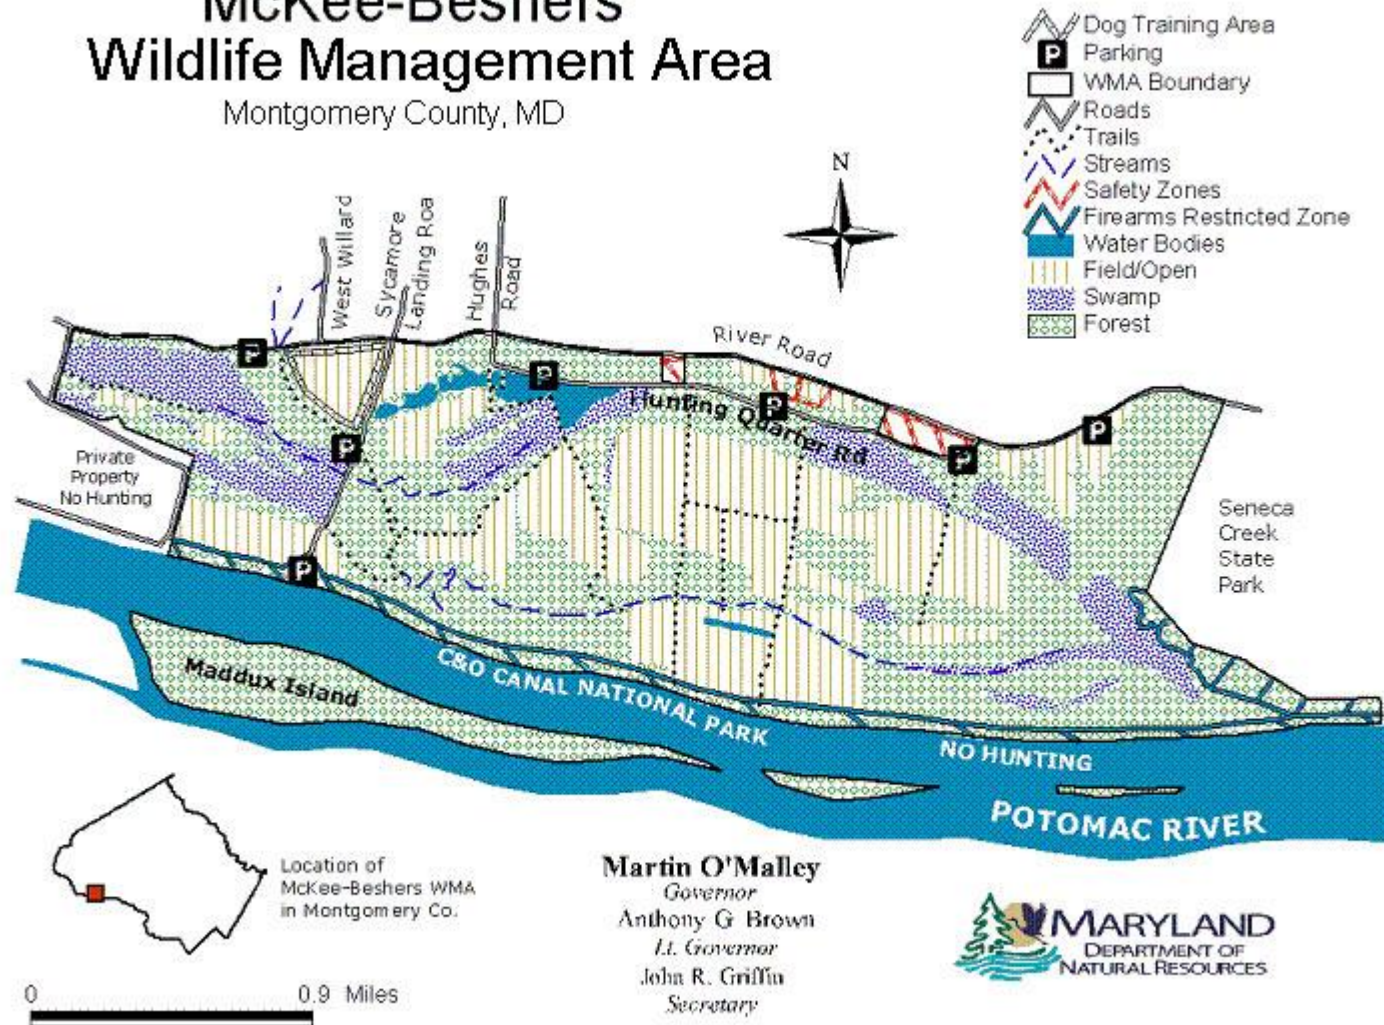 McKee-Beshers
Wildlife Management Area
Montgomery County, MD
Dog Training Area
Parking
WMA Boundary
Roads
Trails
Streams
Safety Zones
Firearms Restricted Zone
Water Bodies
Field/Open
Swamp
Forest
N
West Willard
Sycamore
Landing Roa
Hughes
Road
River Road
P
P
P
Hunting Quarter Rd
P
P
P
P
Private
Property
No Hunting
Seneca
Creek
State
Park
Maddux Island
C&O CANAL NATIONAL PARK
NO HUNTING
POTOMAC RIVER
Location of
McKee-Beshers WMA
in Montgomery Co.
Martin O'Malley
Governor
Anthony G Brown
Lt. Governor
John R. Griffin
Secretary
MARYLAND
DEPARTMENT OF
NATURAL RESOURCES
0 0.9 Miles